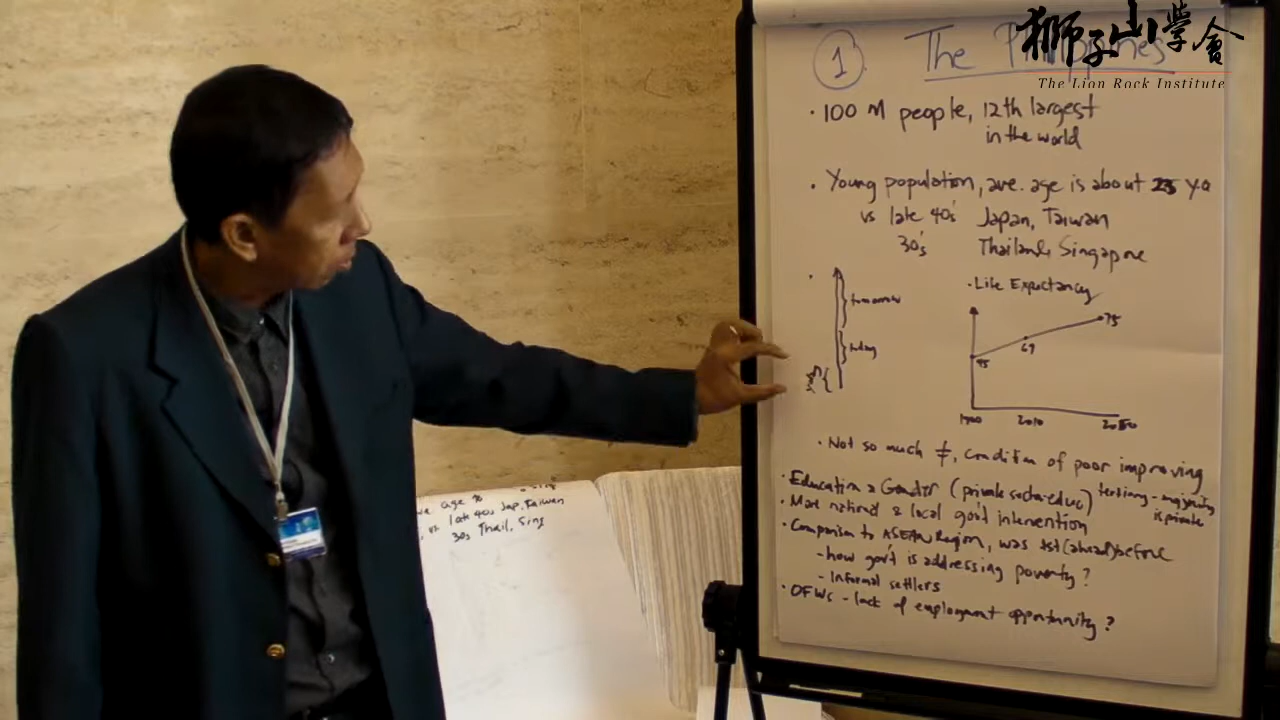 獅子山學會
The Lion Rock Institute
1 The Philippines
· 100 M people, 12th largest
in the world
· Young population, ave. age is about 23 y.o
vs late 40's Japan, Taiwan
30's Thailand, Singapore
tomorrow
today
· Life Expectancy
75
69
45
1960 2010 2050
· Not so much ≠, condition of poor improving
· Education & Gender (private sector-educ) tertiary - majority
is private
· More national & local gov't intervention
· Comparison to ASEAN Region, was 1st (ahead) before
- how gov't is addressing poverty?
- Informal settlers
· OFWs - lack of employment opportunity?
ve age
vs late 40s Jap, Taiwan
30s Thail, Sing